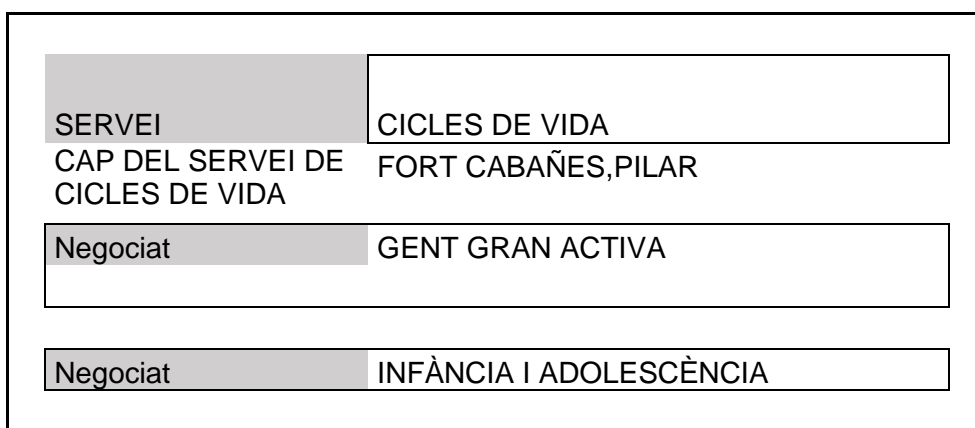 SERVEI CICLES DE VIDA
CAP DEL SERVEI DE CICLES DE VIDA FORT CABAÑES,PILAR
Negociat GENT GRAN ACTIVA
Negociat INFÀNCIA I ADOLESCÈNCIA